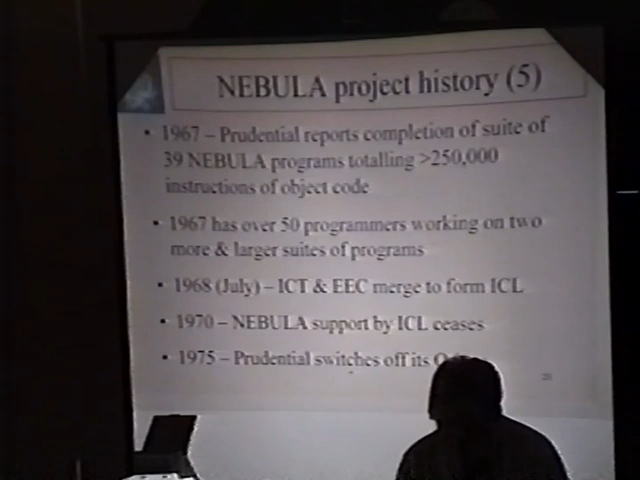 NEBULA project history (5)
• 1967 – Prudential reports completion of suite of
39 NEBULA programs totalling >250,000
instructions of object code
• 1967 has over 50 programmers working on two
more & larger suites of programs
• 1968 (July) – ICT & EEC merge to form ICL
• 1970 – NEBULA support by ICL ceases
• 1975 – Prudential switches off its